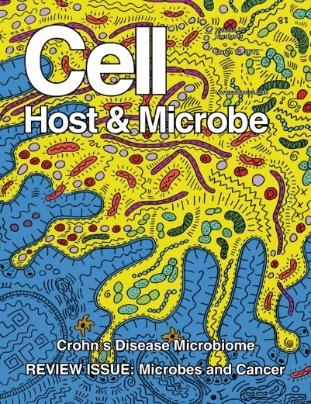 Cell
Host & Microbe
Crohn's Disease Microbiome
REVIEW ISSUE: Microbes and Cancer